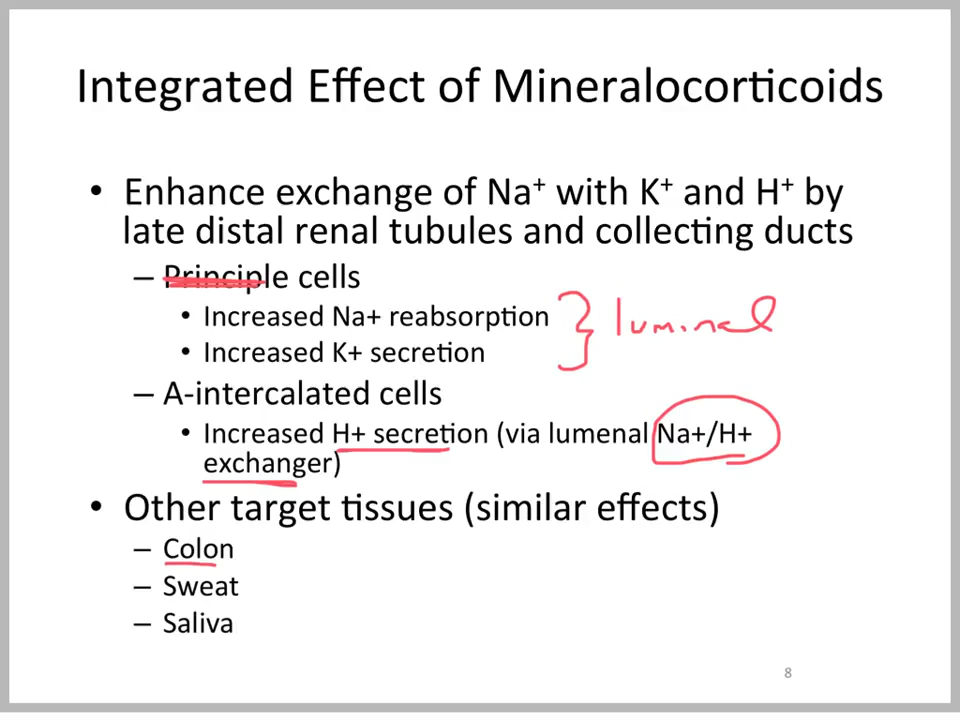 Integrated Effect of Mineralocorticoids
• Enhance exchange of Na⁺ with K⁺ and H⁺ by
late distal renal tubules and collecting ducts
– Principle cells
• Increased Na+ reabsorption
• Increased K+ secretion
} luminal
– A-intercalated cells
• Increased H+ secretion (via lumenal Na+/H+
exchanger)
• Other target tissues (similar effects)
– Colon
– Sweat
– Saliva
8